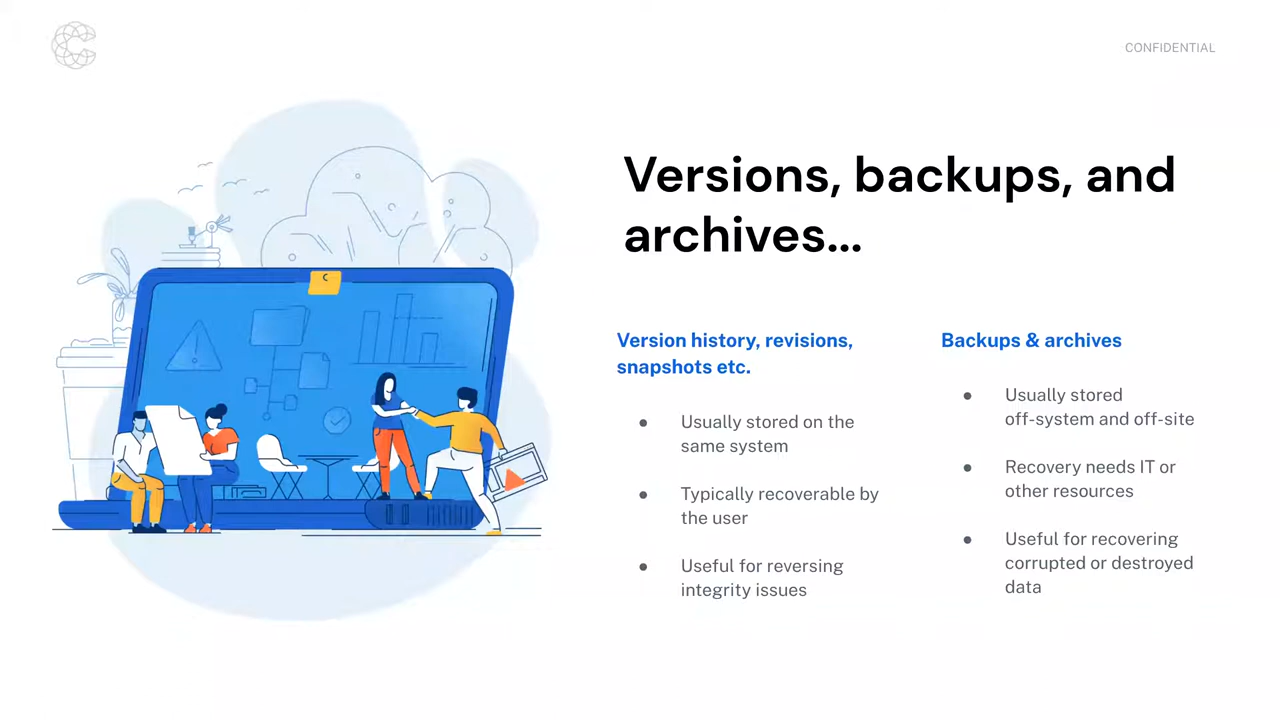 CONFIDENTIAL
Versions, backups, and
archives...
Version history, revisions,
snapshots etc.
● Usually stored on the
same system
● Typically recoverable by
the user
● Useful for reversing
integrity issues
Backups & archives
● Usually stored
off-system and off-site
● Recovery needs IT or
other resources
● Useful for recovering
corrupted or destroyed
data
C